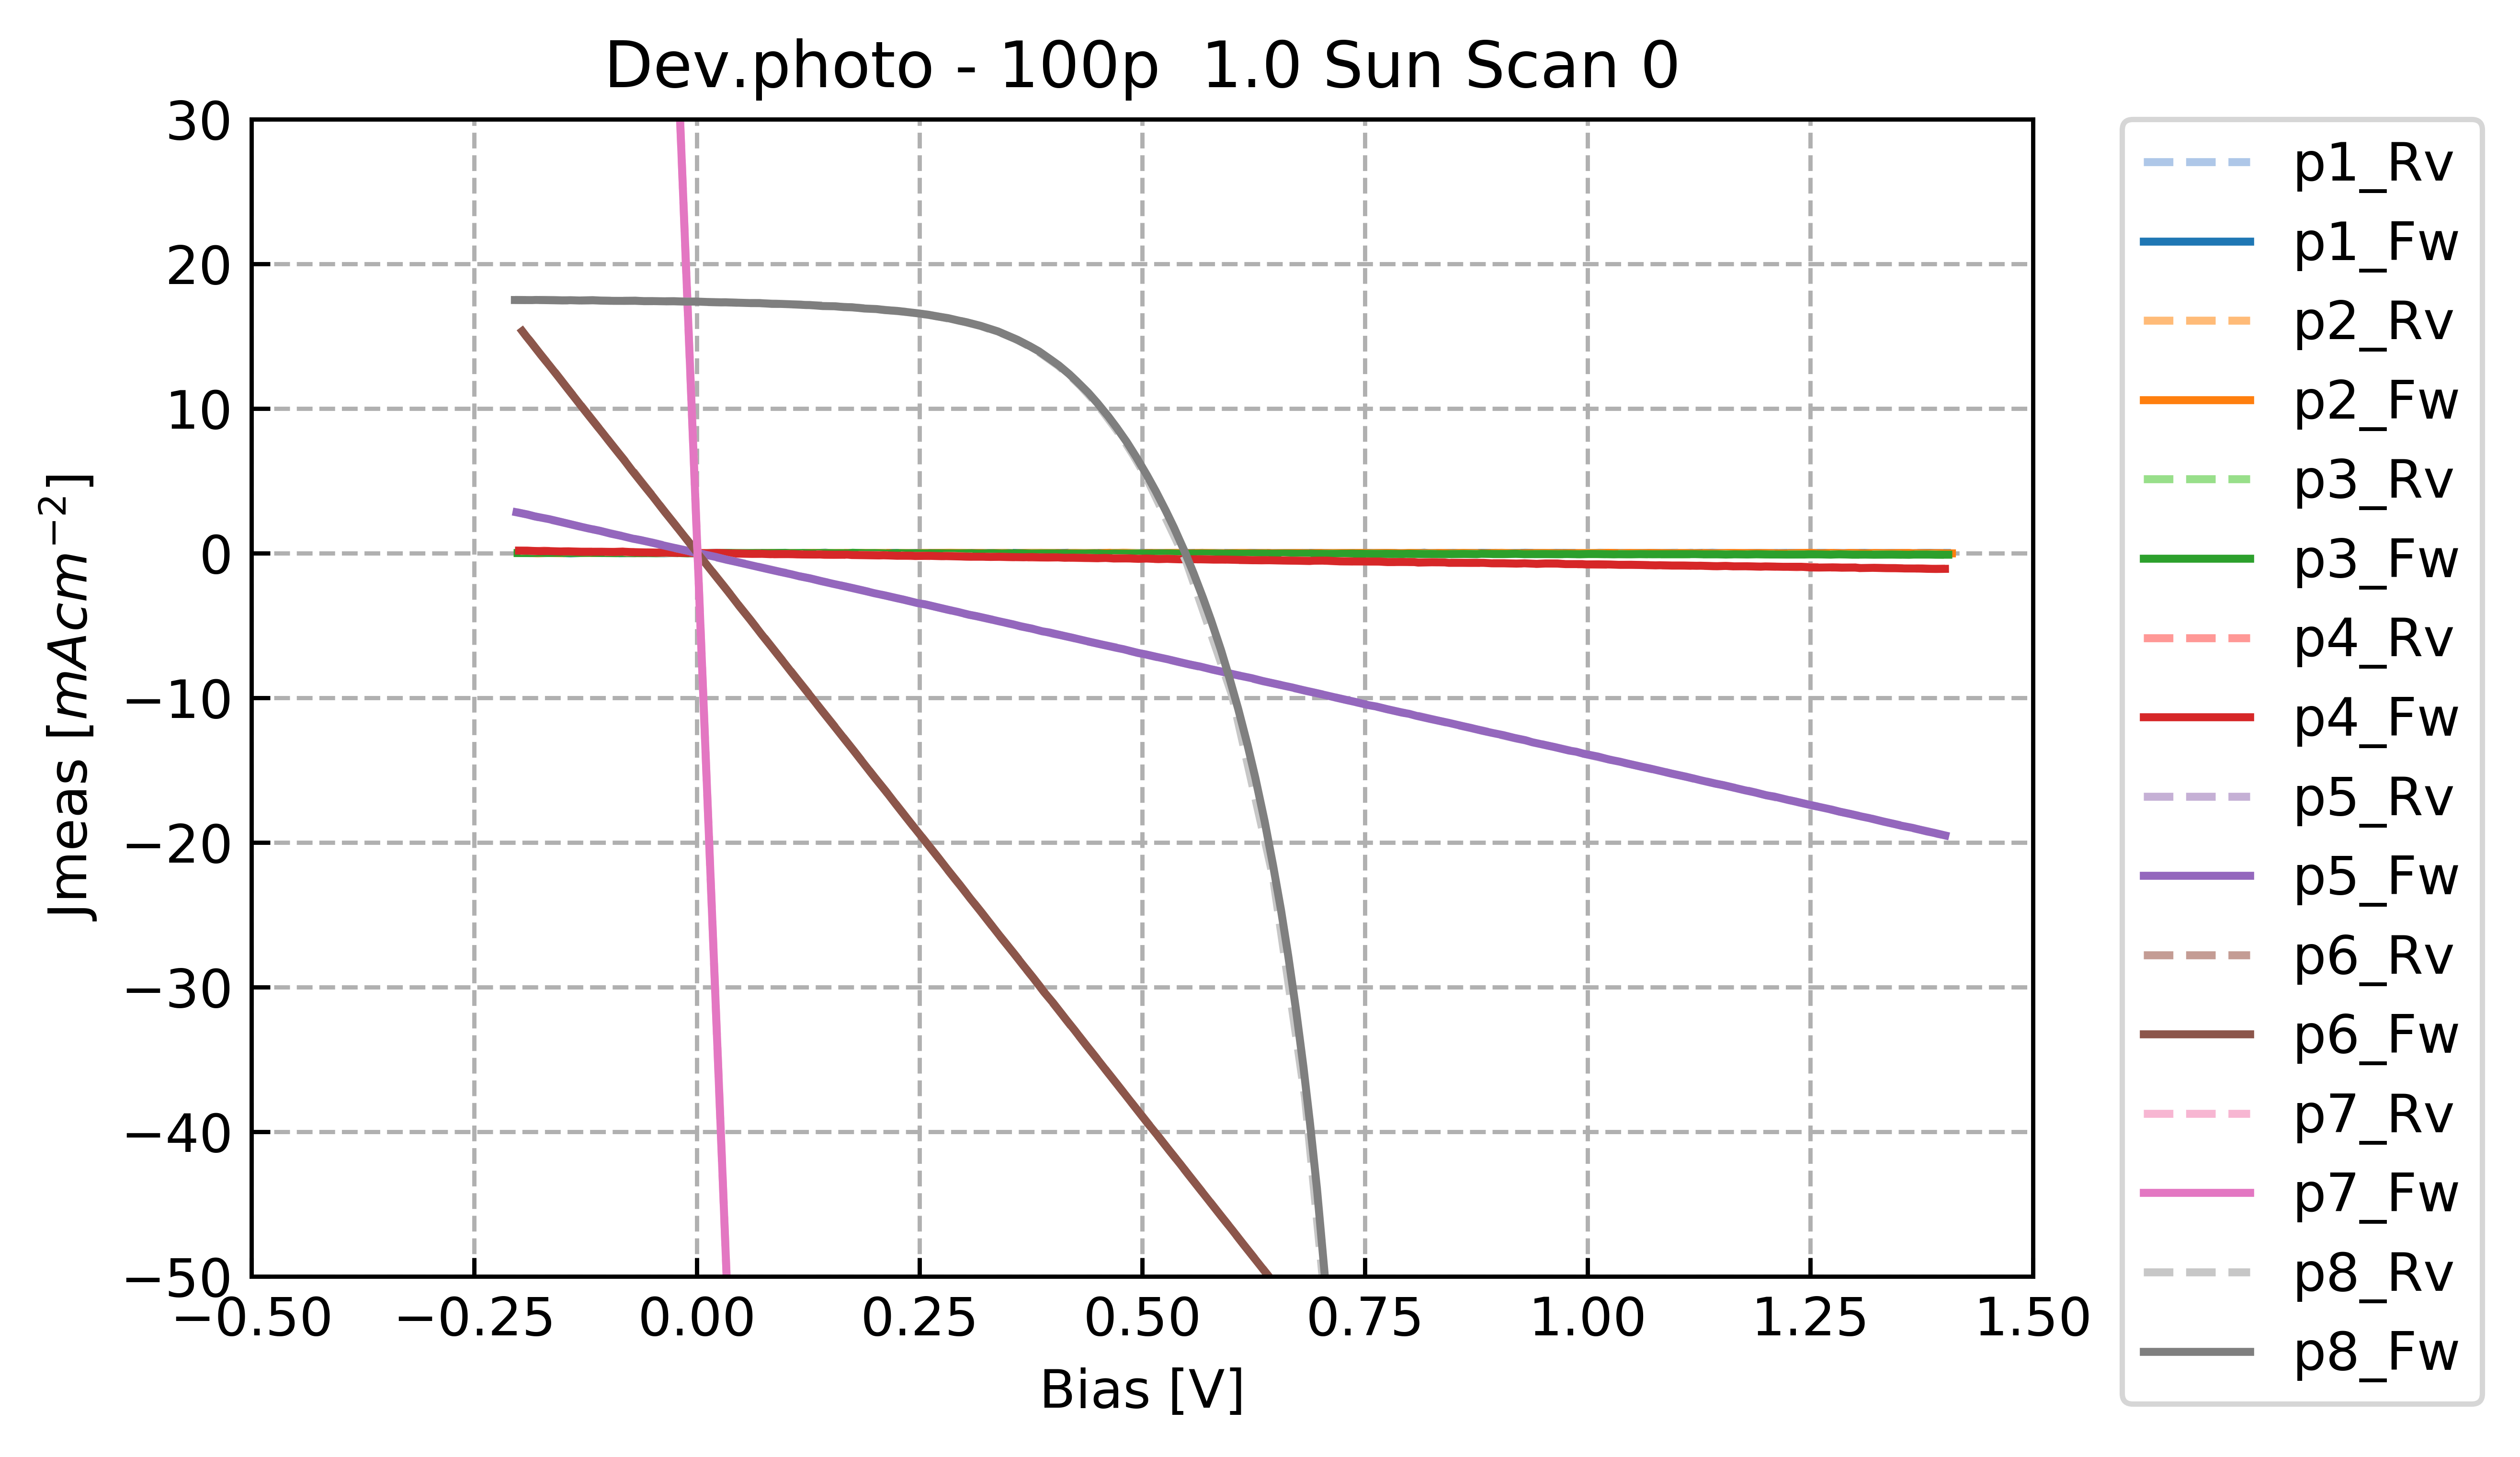 Dev.photo - 100p  1.0 Sun Scan 0
30
20
10
0
−10
−20
−30
−40
−50
Jmeas [mAcm⁻²]
−0.50 −0.25 0.00 0.25 0.50 0.75 1.00 1.25 1.50
Bias [V]
p1_Rv
p1_Fw
p2_Rv
p2_Fw
p3_Rv
p3_Fw
p4_Rv
p4_Fw
p5_Rv
p5_Fw
p6_Rv
p6_Fw
p7_Rv
p7_Fw
p8_Rv
p8_Fw